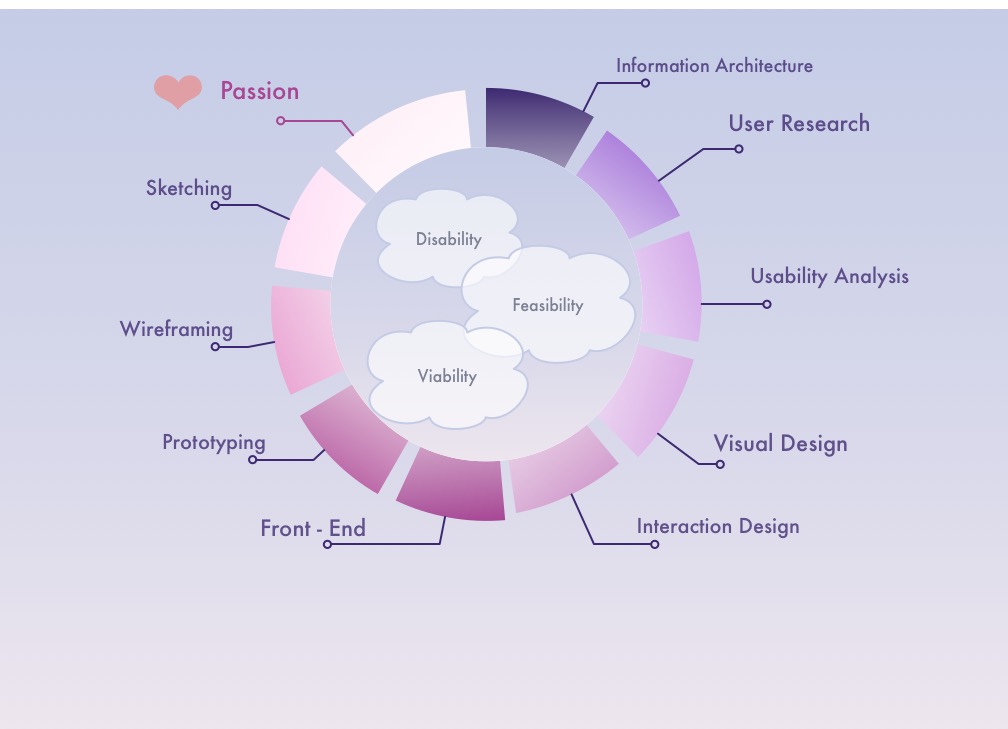 Information Architecture
Passion
User Research
Sketching
Disability
Usability Analysis
Feasibility
Wireframing
Viability
Prototyping
Visual Design
Front - End
Interaction Design